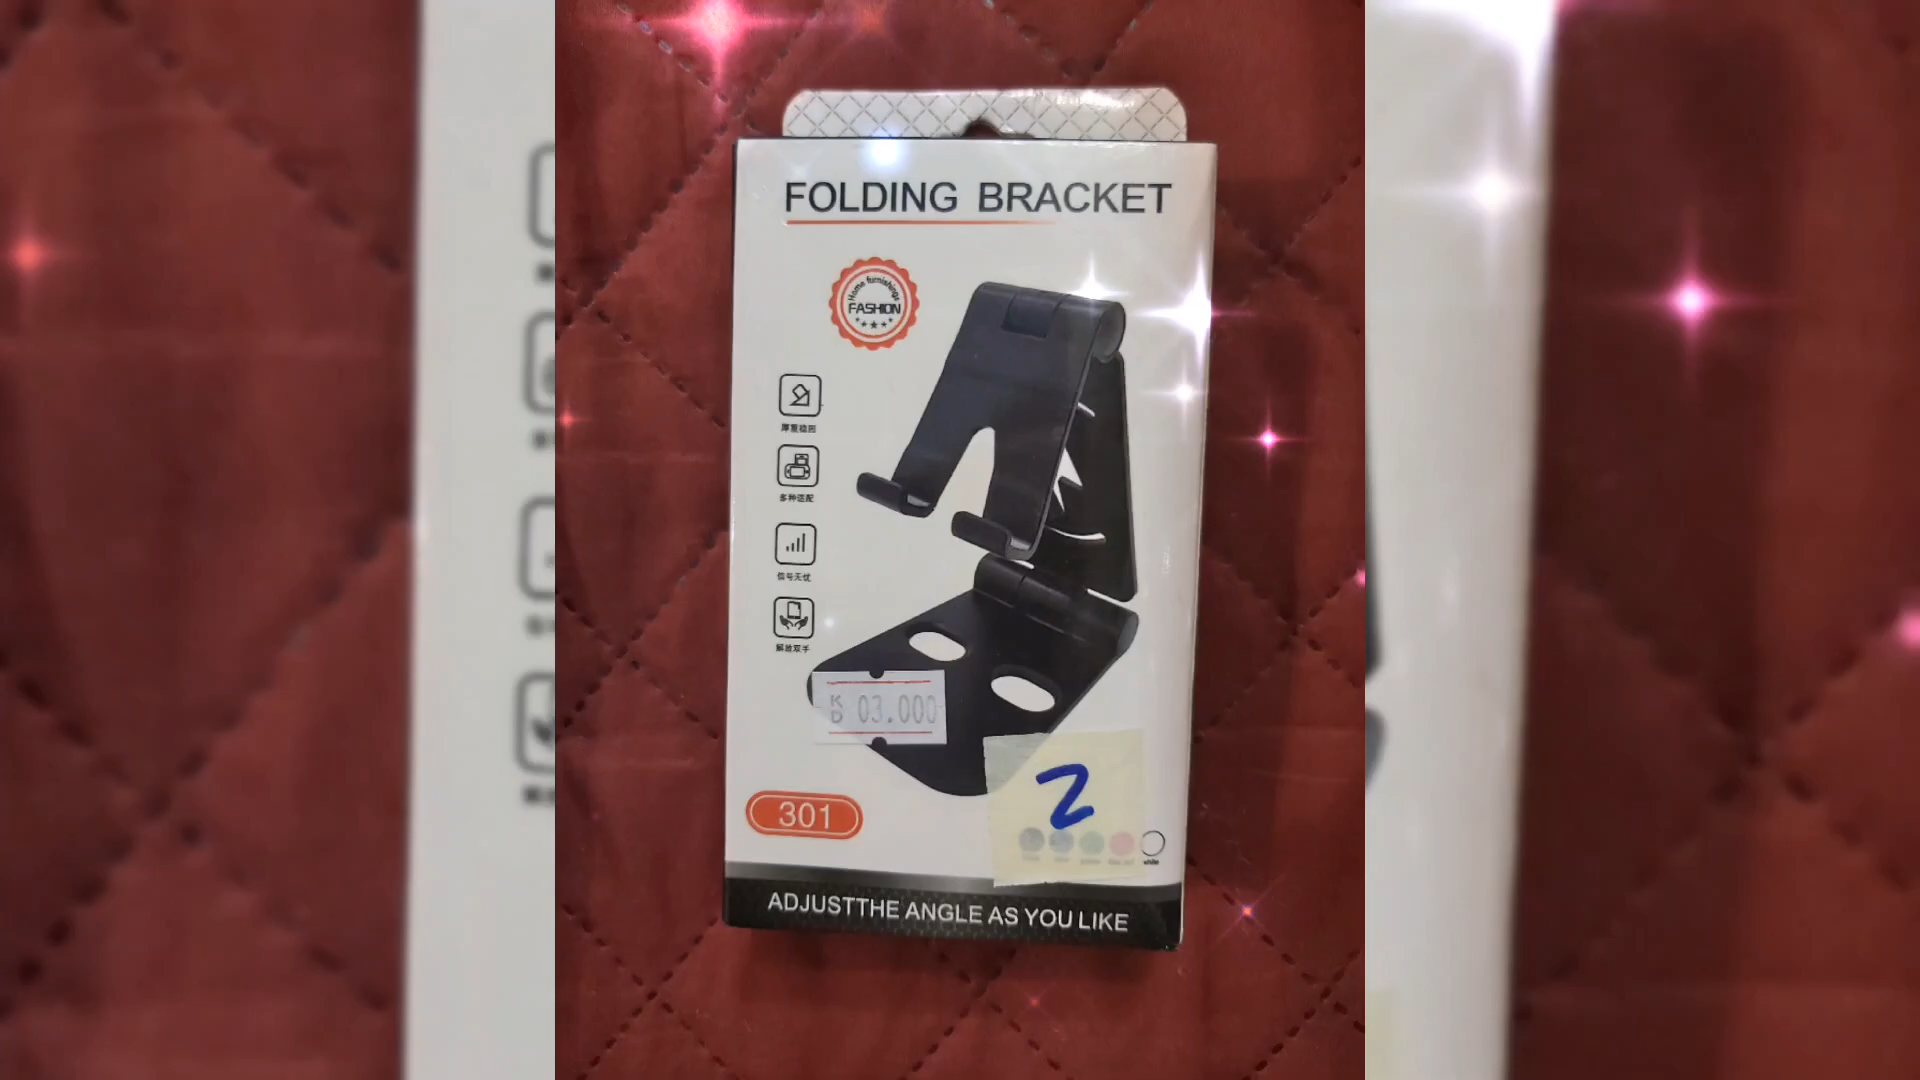 FOLDING BRACKET
Home furnishings
FASHION
厚重稳固
多种适配
信号无忧
解放双手
KD 03.000
2
301
white
ADJUSTTHE ANGLE AS YOU LIKE